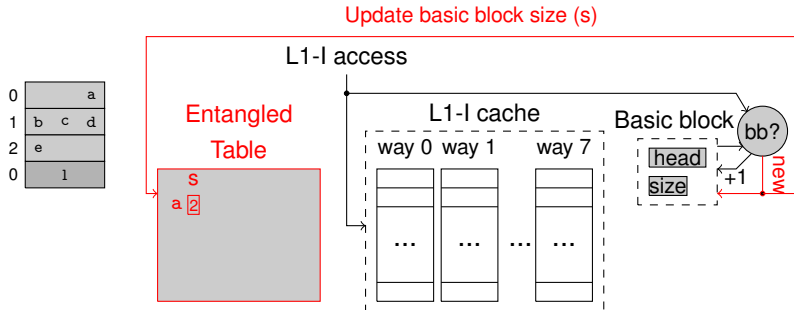 Update basic block size (s)
L1-I access
0 a
1 b c d
2 e
0 l
Entangled
Table
s
a 2
L1-I cache
way 0 way 1 way 7
... ... ... ...
Basic block
head
size
bb?
+1
new